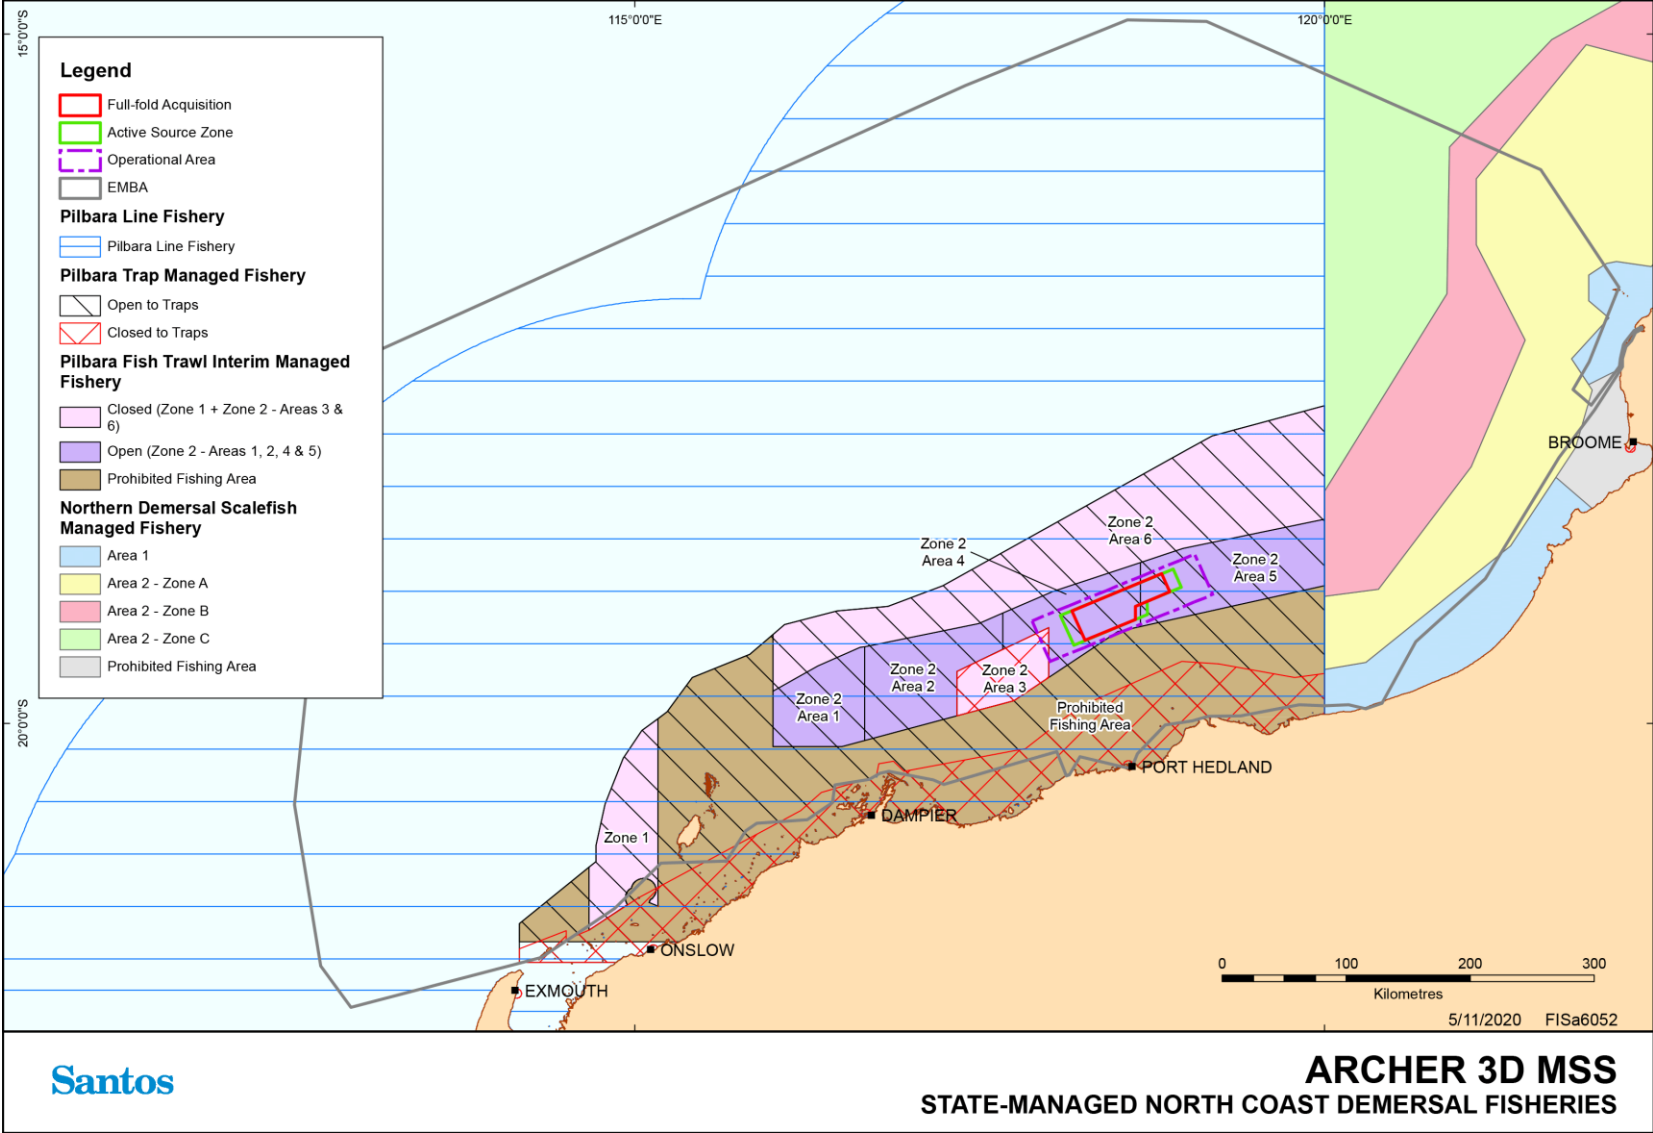 115°0'0"E
120°0'0"E
15°0'0"S
20°0'0"S
Legend
Full-fold Acquisition
Active Source Zone
Operational Area
EMBA
Pilbara Line Fishery
Pilbara Line Fishery
Pilbara Trap Managed Fishery
Open to Traps
Closed to Traps
Pilbara Fish Trawl Interim Managed
Fishery
Closed (Zone 1 + Zone 2 - Areas 3 &
6)
Open (Zone 2 - Areas 1, 2, 4 & 5)
Prohibited Fishing Area
Northern Demersal Scalefish
Managed Fishery
Area 1
Area 2 - Zone A
Area 2 - Zone B
Area 2 - Zone C
Prohibited Fishing Area
BROOME
Zone 2
Area 6
Zone 2
Area 4
Zone 2
Area 5
Zone 2
Area 3
Zone 2
Area 2
Zone 2
Area 1
Prohibited
Fishing Area
PORT HEDLAND
DAMPIER
Zone 1
ONSLOW
EXMOUTH
0 100 200 300
Kilometres
5/11/2020 FISa6052
Santos
ARCHER 3D MSS
STATE-MANAGED NORTH COAST DEMERSAL FISHERIES